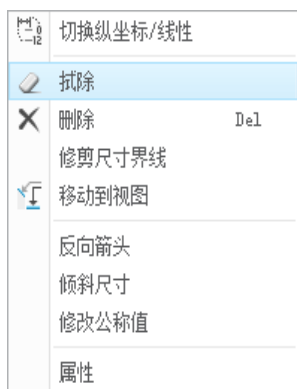 切换纵坐标/线性
拭除
删除 Del
修剪尺寸界线
移动到视图
反向箭头
倾斜尺寸
修改公称值
属性